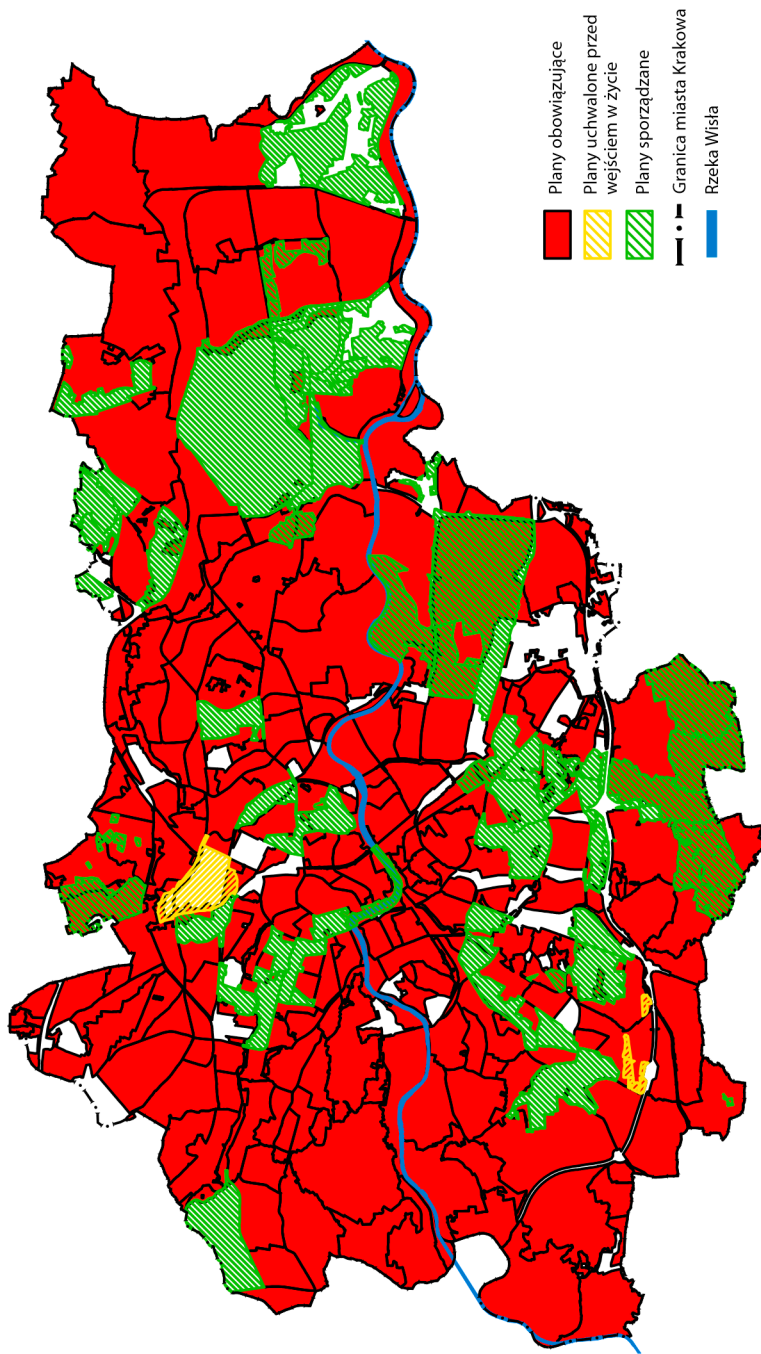 Plany obowiązujące
Plany uchwalone przed
wejściem w życie
Plany sporządzane
Granica miasta Krakowa
Rzeka Wisła